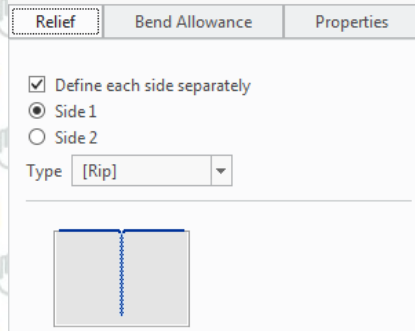 Relief Bend Allowance Properties
Define each side separately
Side 1
Side 2
Type [Rip]